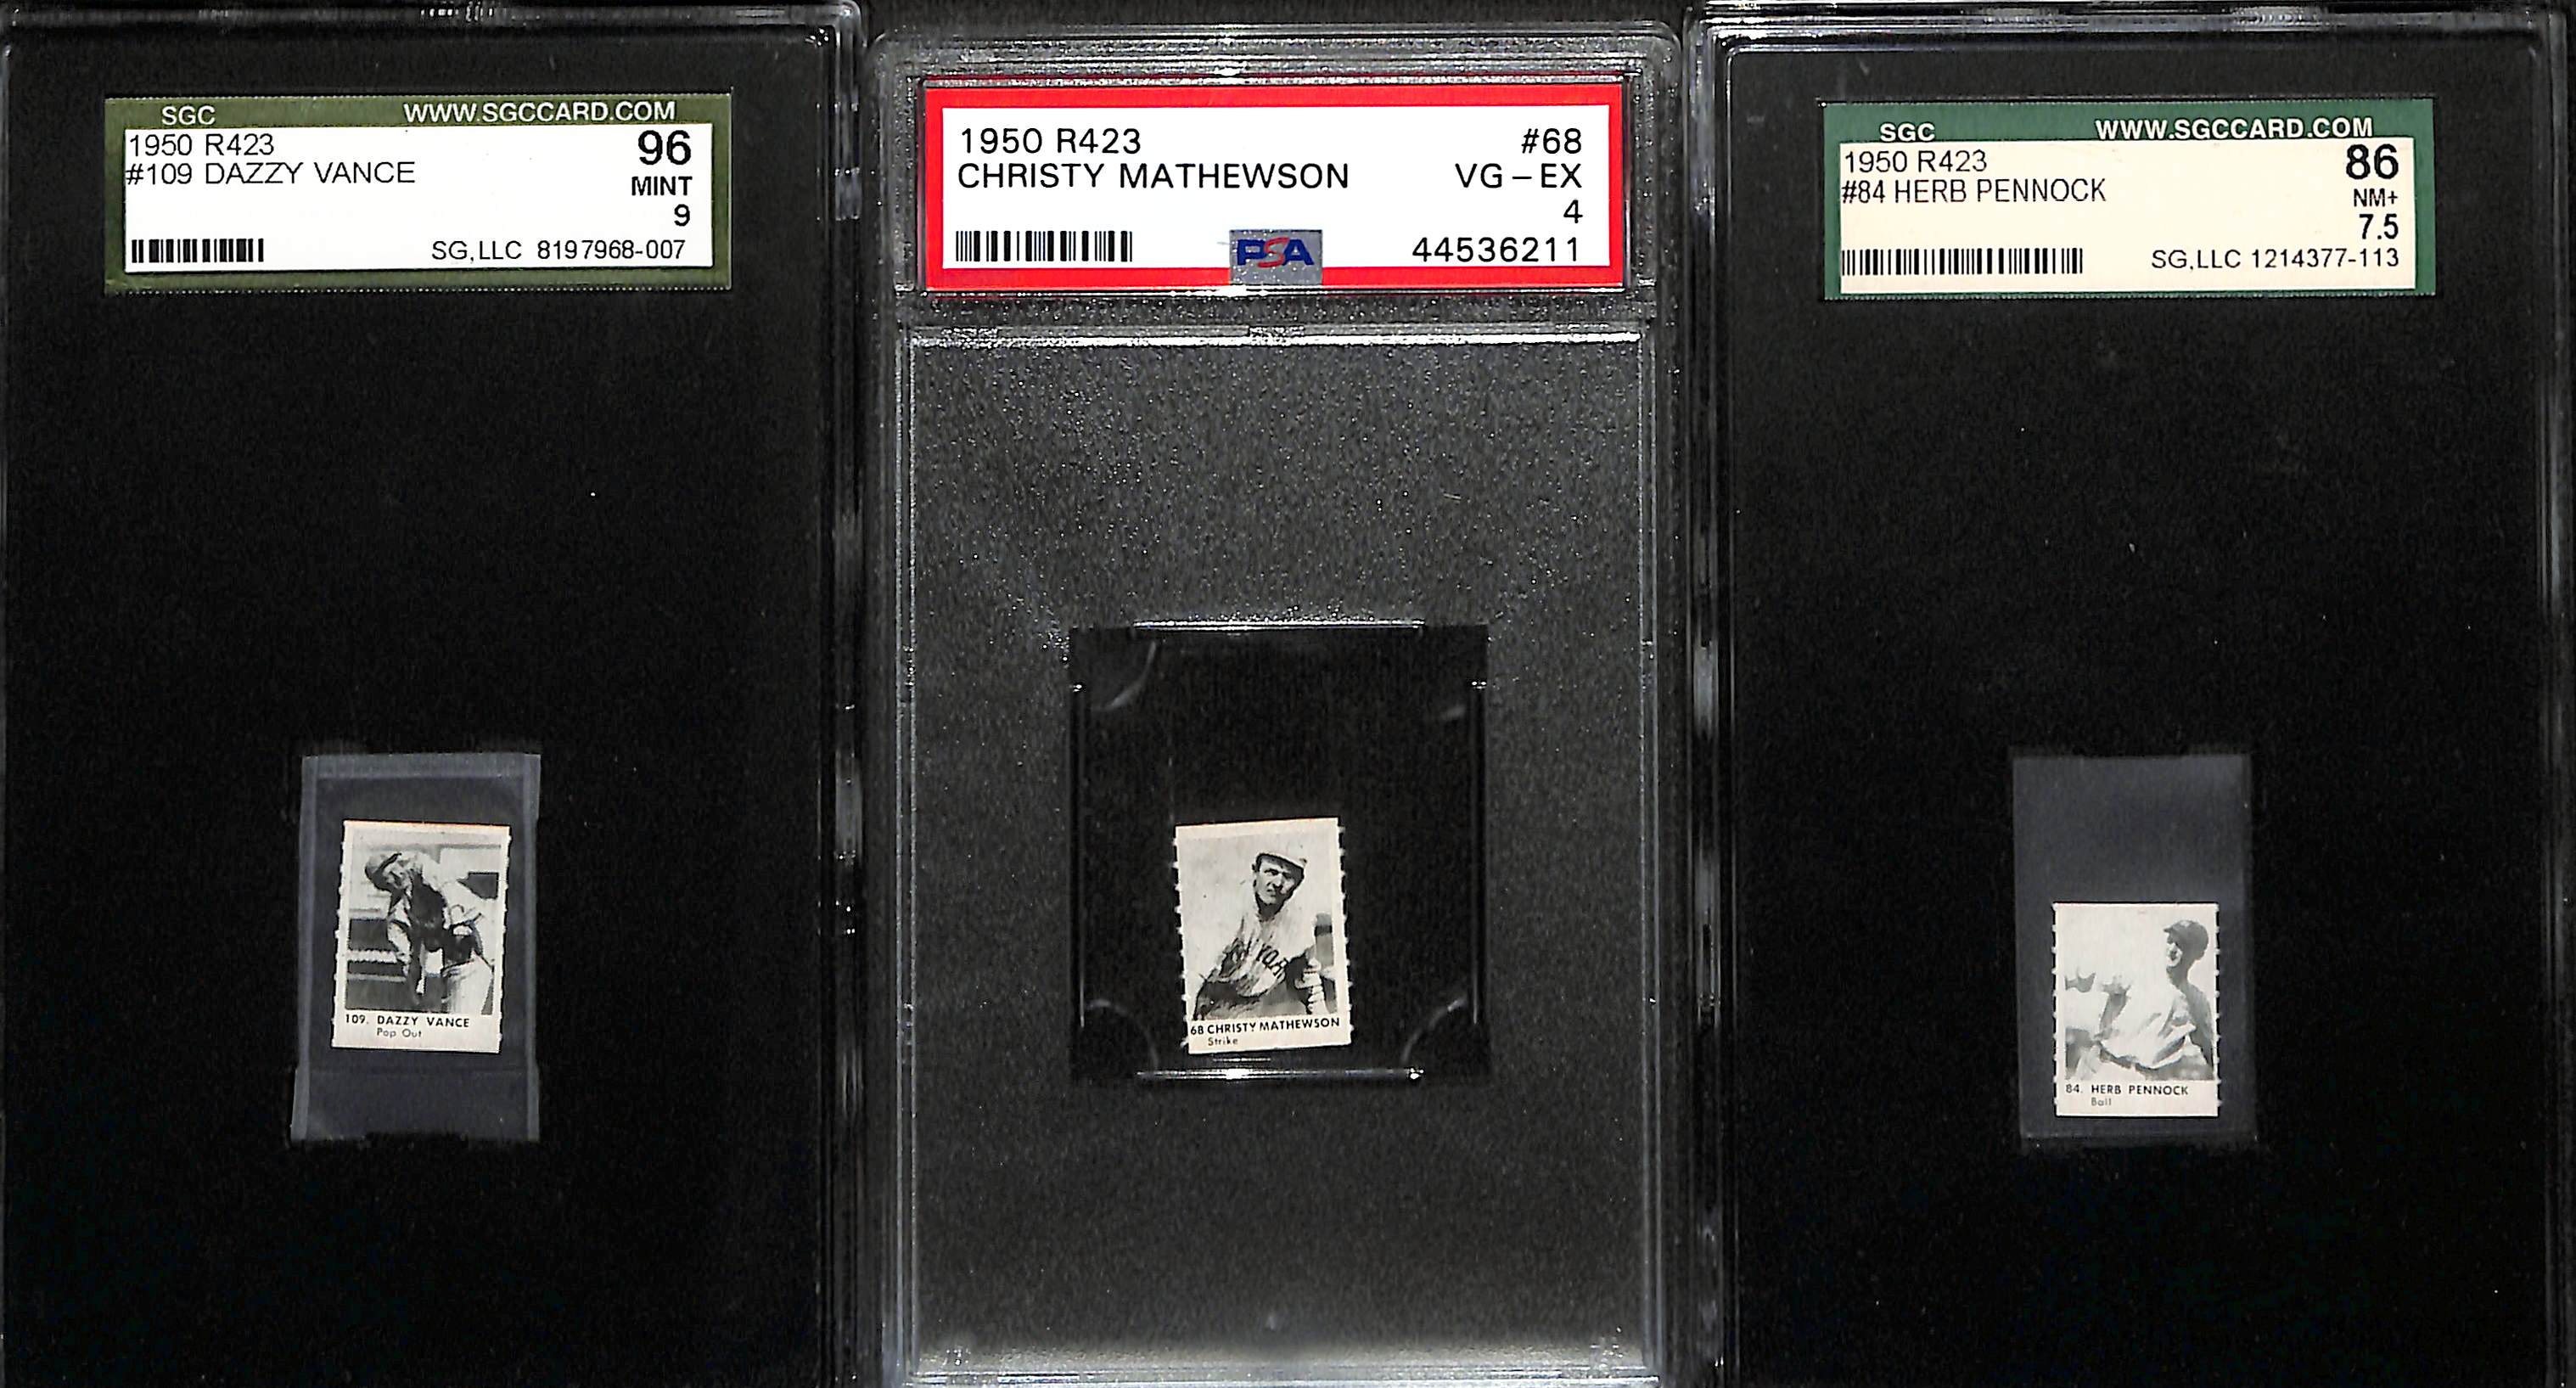 SGC WWW.SGCCARD.COM
1950 R423 96
#109 DAZZY VANCE MINT
9
SG,LLC 8197968-007
109. DAZZY VANCE
Pop Out
1950 R423 #68
CHRISTY MATHEWSON VG-EX
4
PSA 44536211
68 CHRISTY MATHEWSON
Strike
SGC WWW.SGCCARD.COM
1950 R423 86
#84 HERB PENNOCK NM+
7.5
SG,LLC 1214377-113
84. HERB PENNOCK
Ball